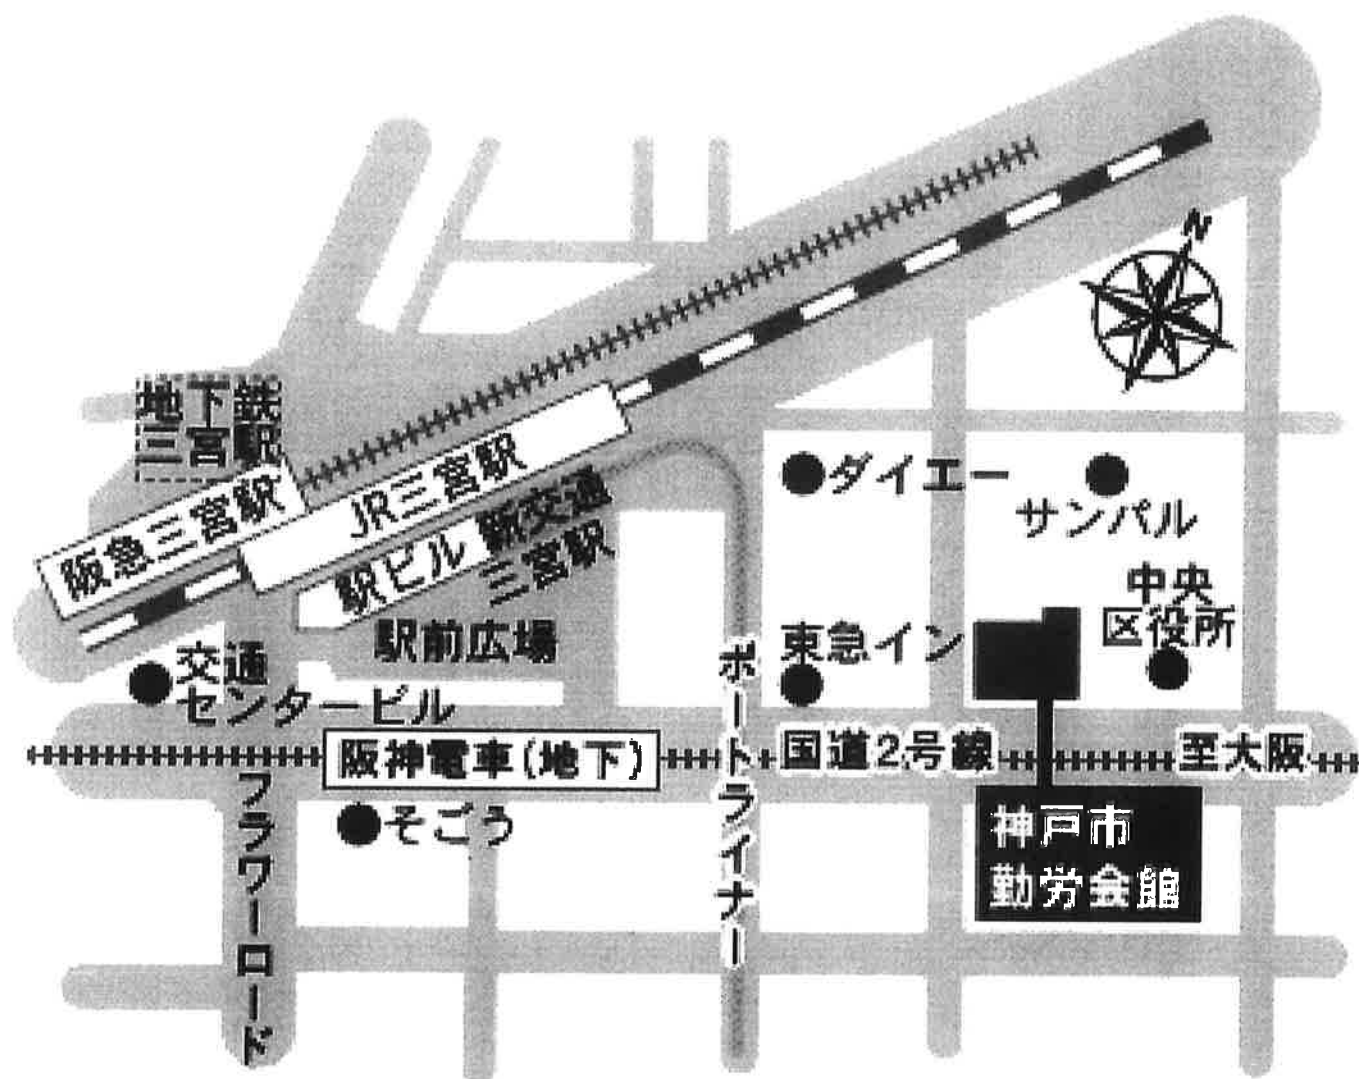 N
地下鉄
三宮駅
阪急三宮駅
JR三宮駅
駅ビル
新交通
三宮駅
駅前広場
ダイエー
サンパル
中央
区役所
東急イン
交通
センタービル
ポートライナー
阪神電車(地下)
国道2号線
至大阪
フラワーロード
そごう
神戸市
勤労会館